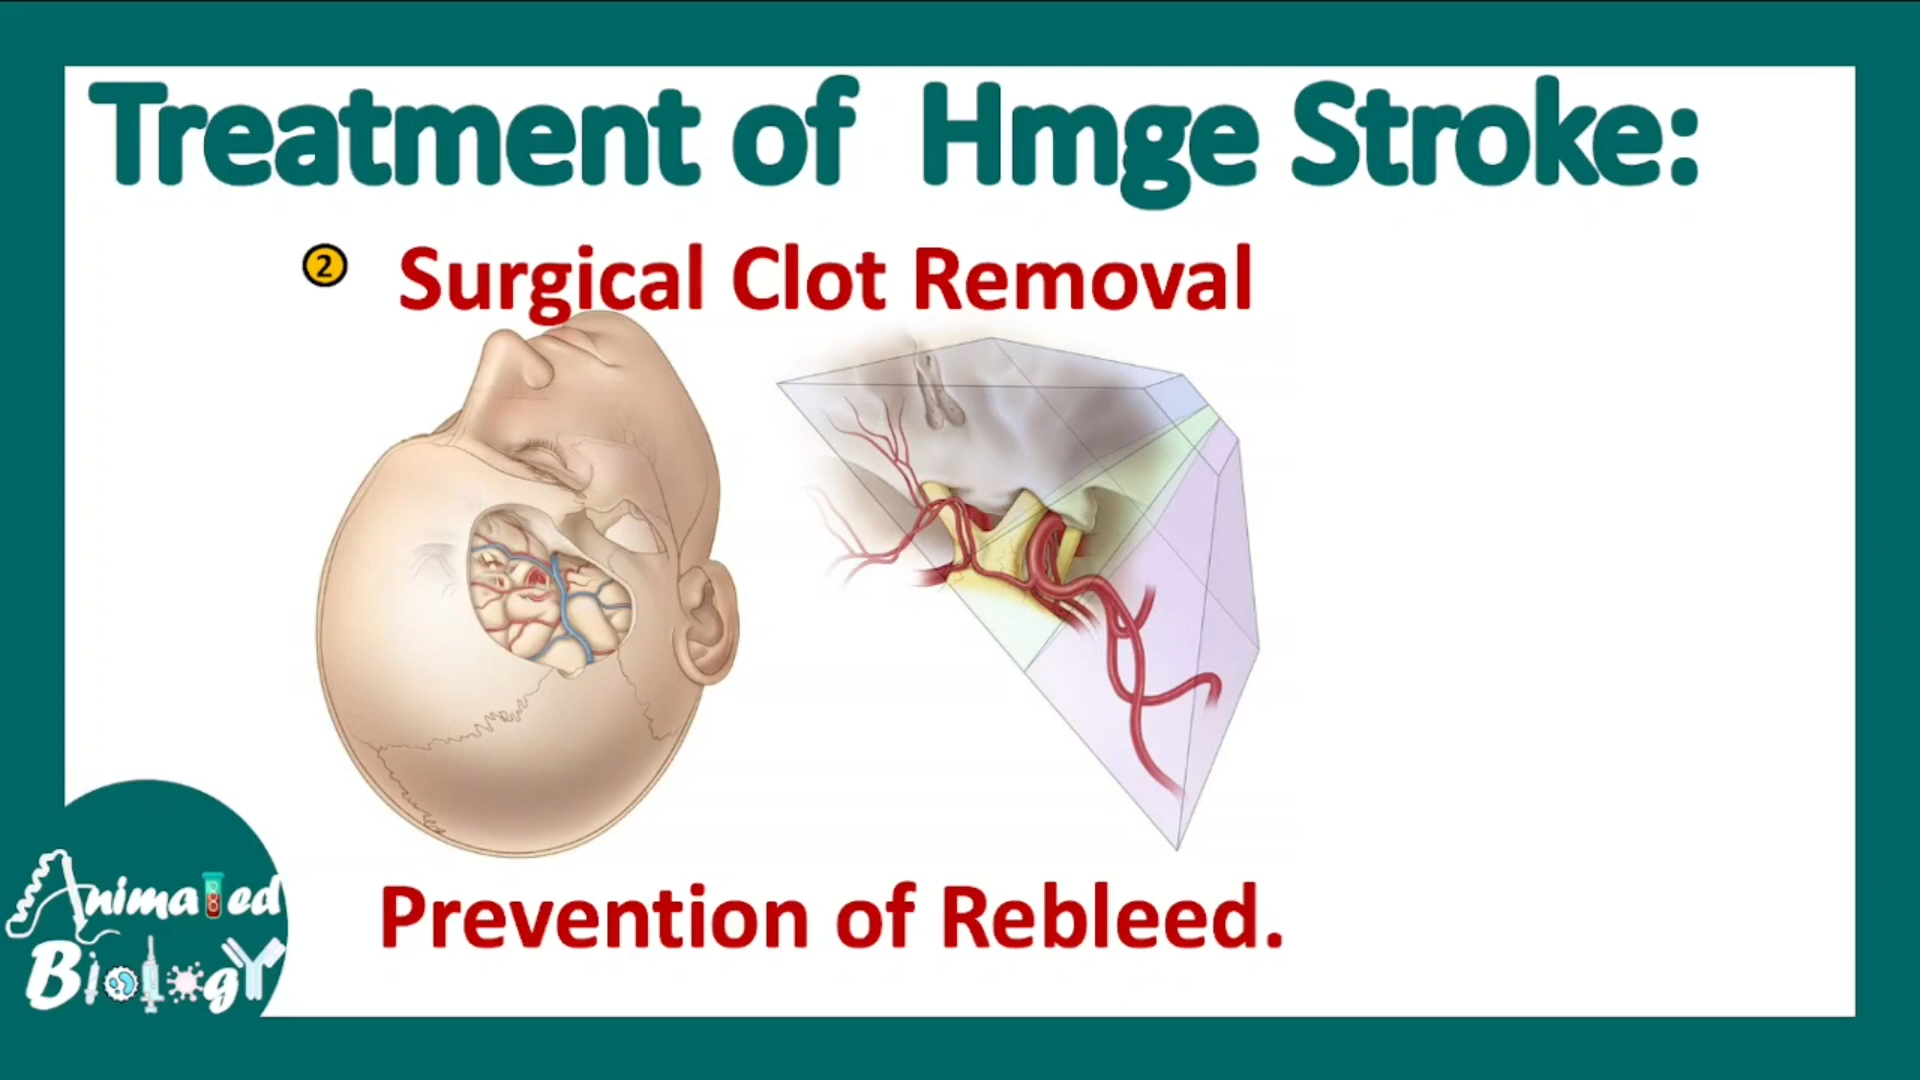 Treatment of Hmge Stroke:
2 Surgical Clot Removal
Prevention of Rebleed.
Animated
Biology